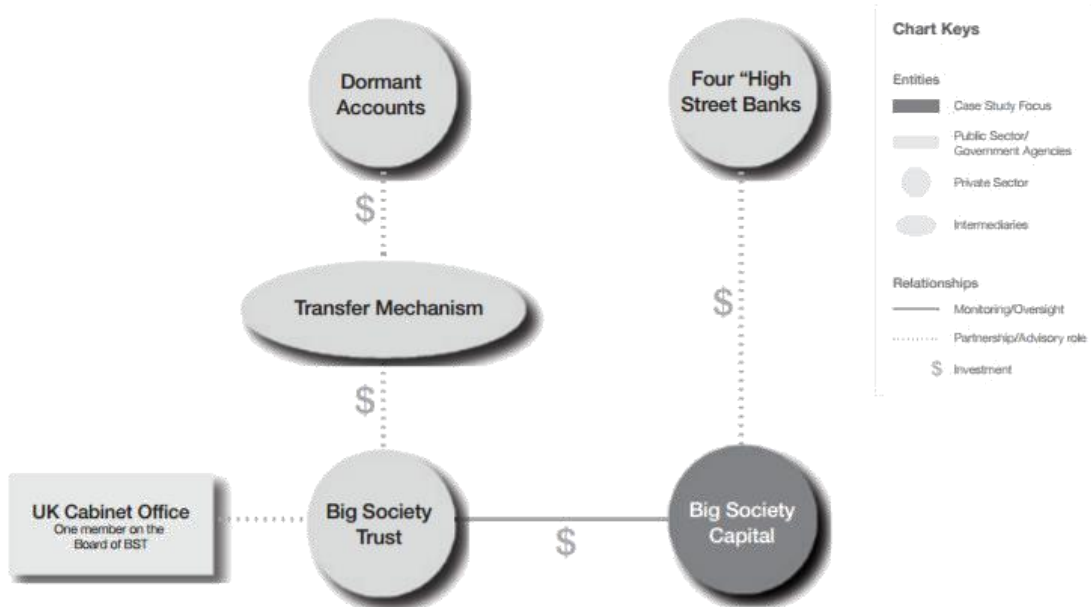 Dormant
Accounts
Four “High
Street Banks
Chart Keys
Entities
Case Study Focus
Public Sector/
Government Agencies
Private Sector
Intermediaries
Relationships
Monitoring/Oversight
Partnership/Advisory role
$ Investment
$
Transfer Mechanism
$
$
UK Cabinet Office
One member on the
Board of BST
Big Society
Trust
$
Big Society
Capital